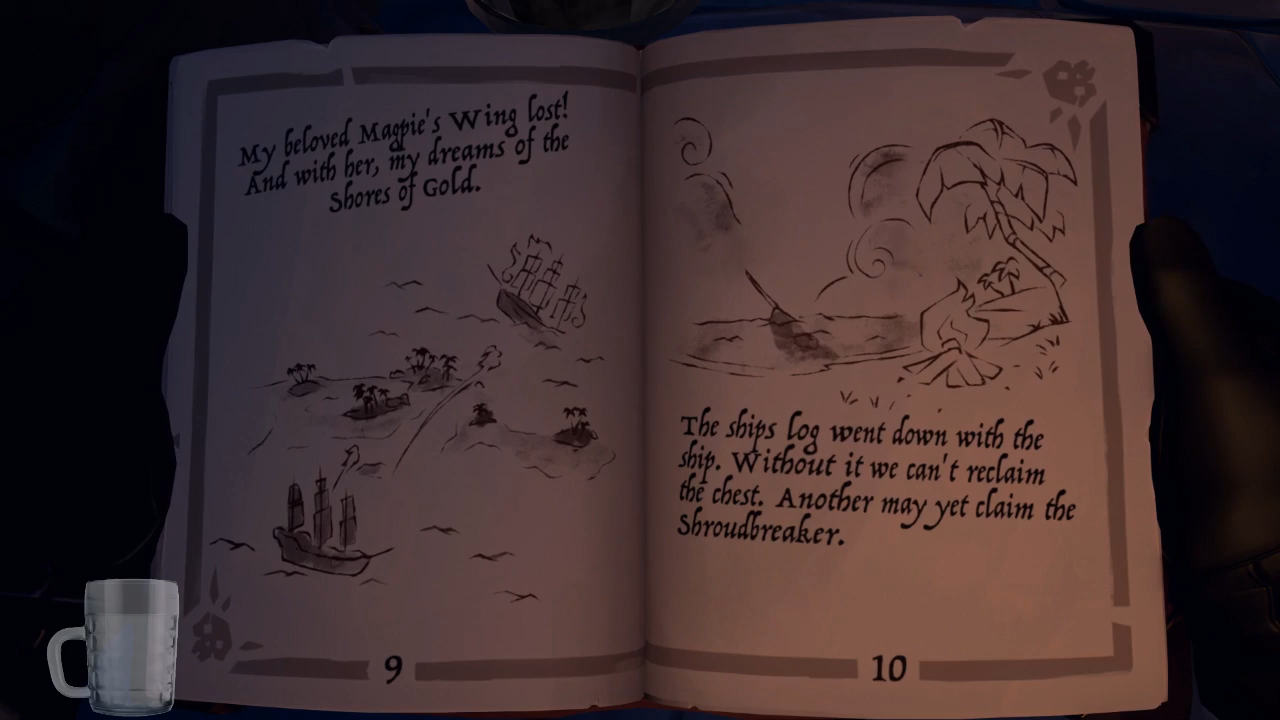 My beloved Magpie's Wing lost!
And with her, my dreams of the
Shores of Gold.
The ships log went down with the
ship. Without it we can't reclaim
the chest. Another may yet claim the
Shroudbreaker.
9
10